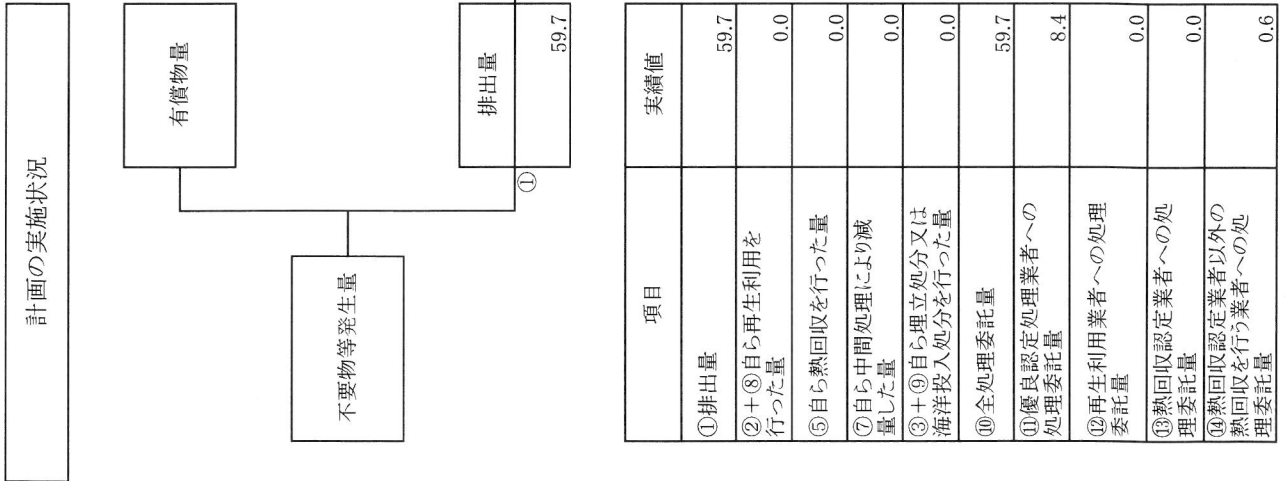 計画の実施状況
有償物量
不要物等発生量
排出量
①
59.7
項目
実績値
①排出量
59.7
②+⑧自ら再生利用を
行った量
0.0
⑤自ら熱回収を行った量
0.0
⑦自ら中間処理により減
量した量
0.0
③+⑨自ら埋立処分又は
海洋投入処分を行った量
0.0
⑩全処理委託量
59.7
⑪優良認定処理業者への
処理委託量
8.4
⑫再生利用業者への処理
委託量
0.0
⑬熱回収認定業者への処
理委託量
0.0
⑭熱回収認定業者以外の
熱回収を行う業者への処
理委託量
0.6